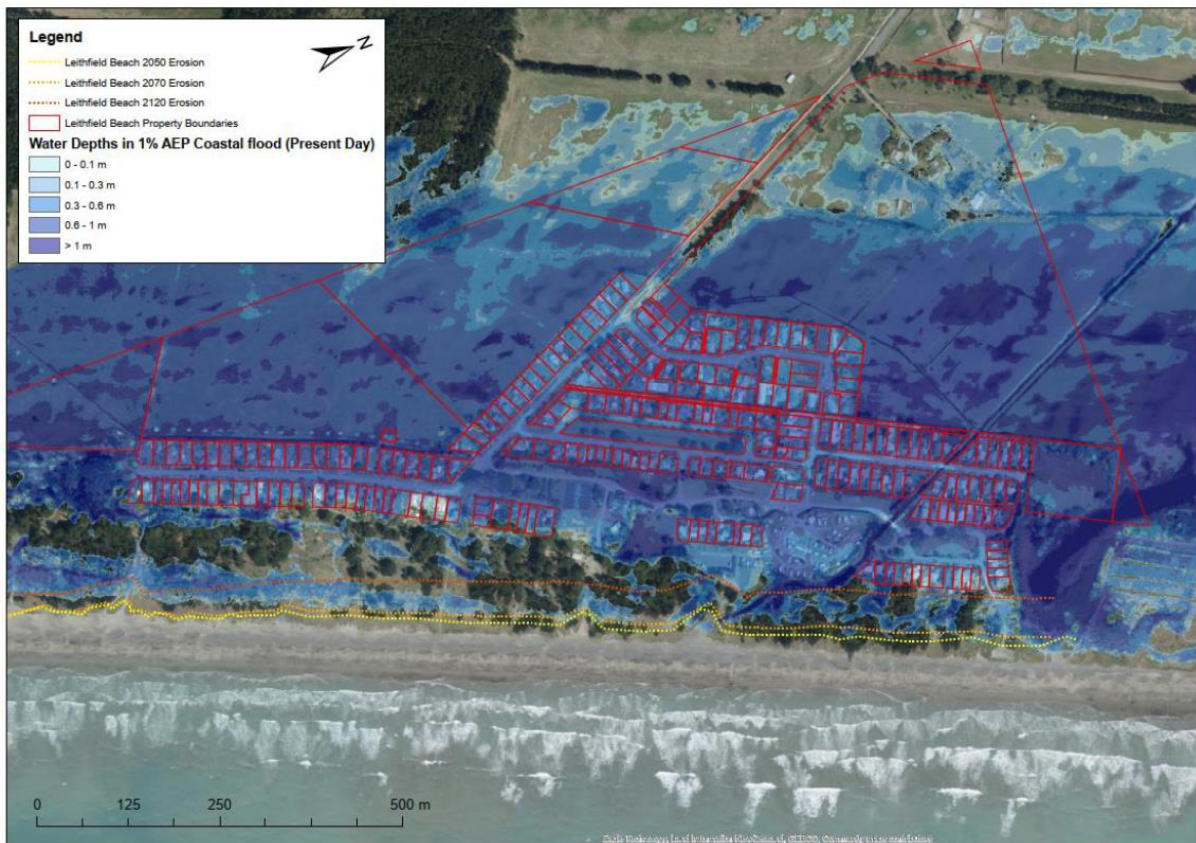 Legend
N
Leithfield Beach 2050 Erosion
Leithfield Beach 2070 Erosion
Leithfield Beach 2120 Erosion
Leithfield Beach Property Boundaries
Water Depths in 1% AEP Coastal flood (Present Day)
0 - 0.1 m
0.1 - 0.3 m
0.3 - 0.6 m
0.6 - 1 m
> 1 m
0 125 250 500 m